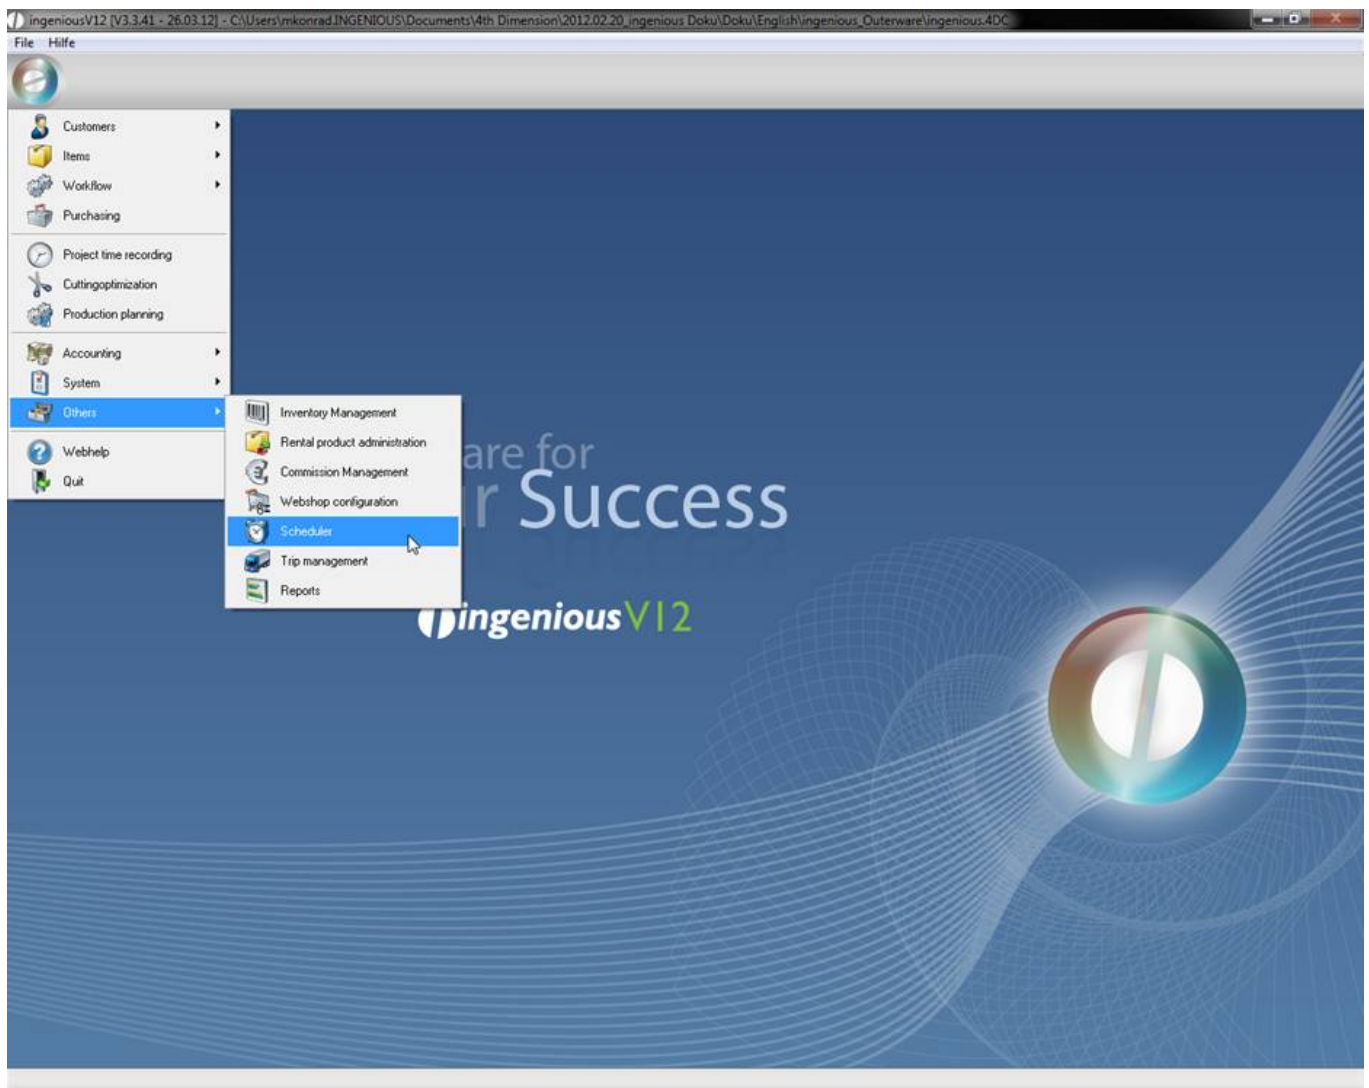 ingeniousV12 [V3.3.41 - 26.03.12] - C:\Users\mkonrad.INGENIOUS\Documents\4th Dimension\2012.02.20_ingenious Doku\Doku\English\ingenious_Outerware\ingenious.4DC
File Hilfe
Customers
Items
Workflow
Purchasing
Project time recording
Cuttingoptimization
Production planning
Accounting
System
Others
Webhelp
Quit
Inventory Management
Rental product administration
Commission Management
Webshop configuration
Scheduler
Trip management
Reports
are for
r Success
ingeniousV12